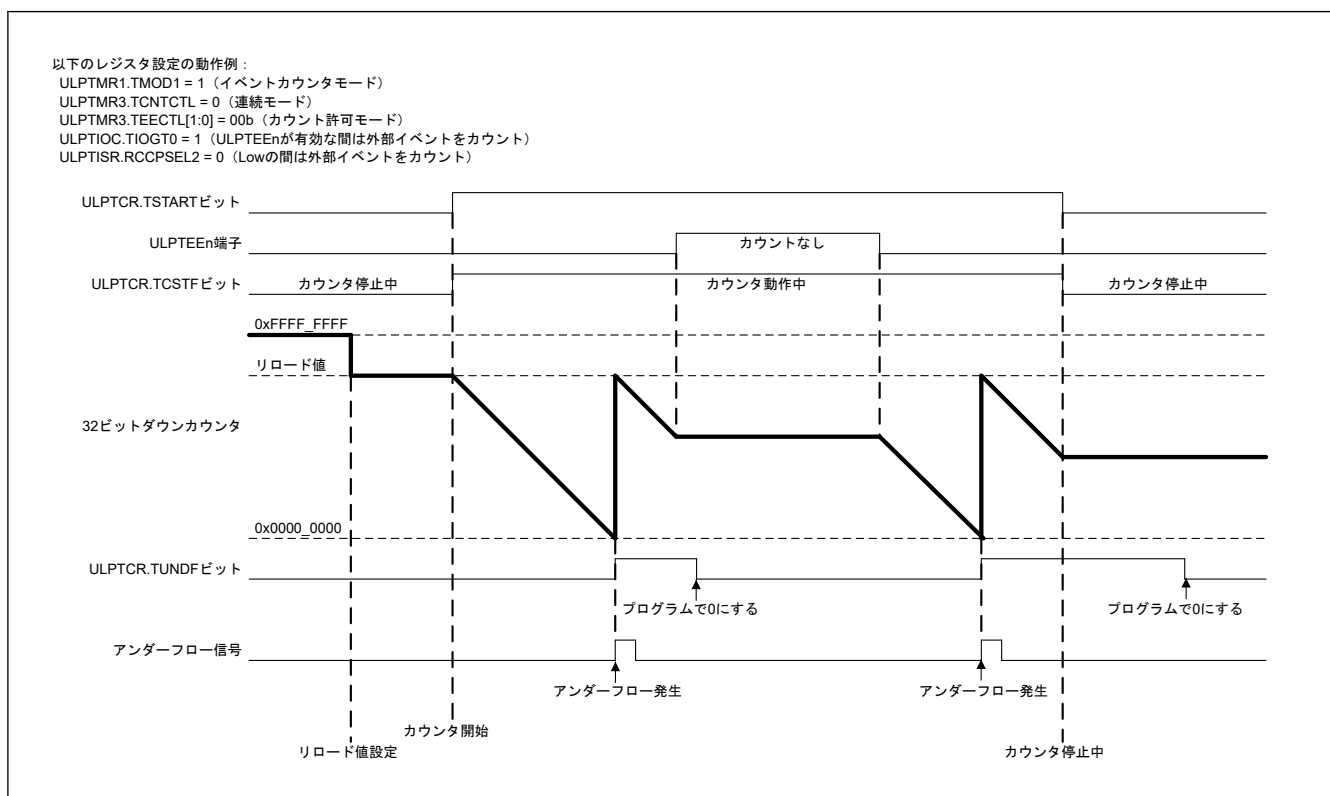 以下のレジスタ設定の動作例:
ULPTMR1.TMOD1 = 1(イベントカウンタモード)
ULPTMR3.TCNTCTL = 0(連続モード)
ULPTMR3.TEECTL[1:0] = 00b(カウント許可モード)
ULPTIOC.TIOGT0 = 1(ULPTEEnが有効な間は外部イベントをカウント)
ULPTISR.RCCPSEL2 = 0(Lowの間は外部イベントをカウント)
ULPTCR.TSTARTビット
ULPTEEn端子
カウントなし
ULPTCR.TCSTFビット
カウンタ停止中
カウンタ動作中
カウンタ停止中
0xFFFF_FFFF
リロード値
32ビットダウンカウンタ
0x0000_0000
ULPTCR.TUNDFビット
プログラムで0にする
プログラムで0にする
アンダーフロー信号
アンダーフロー発生
アンダーフロー発生
カウンタ開始
リロード値設定
カウンタ停止中